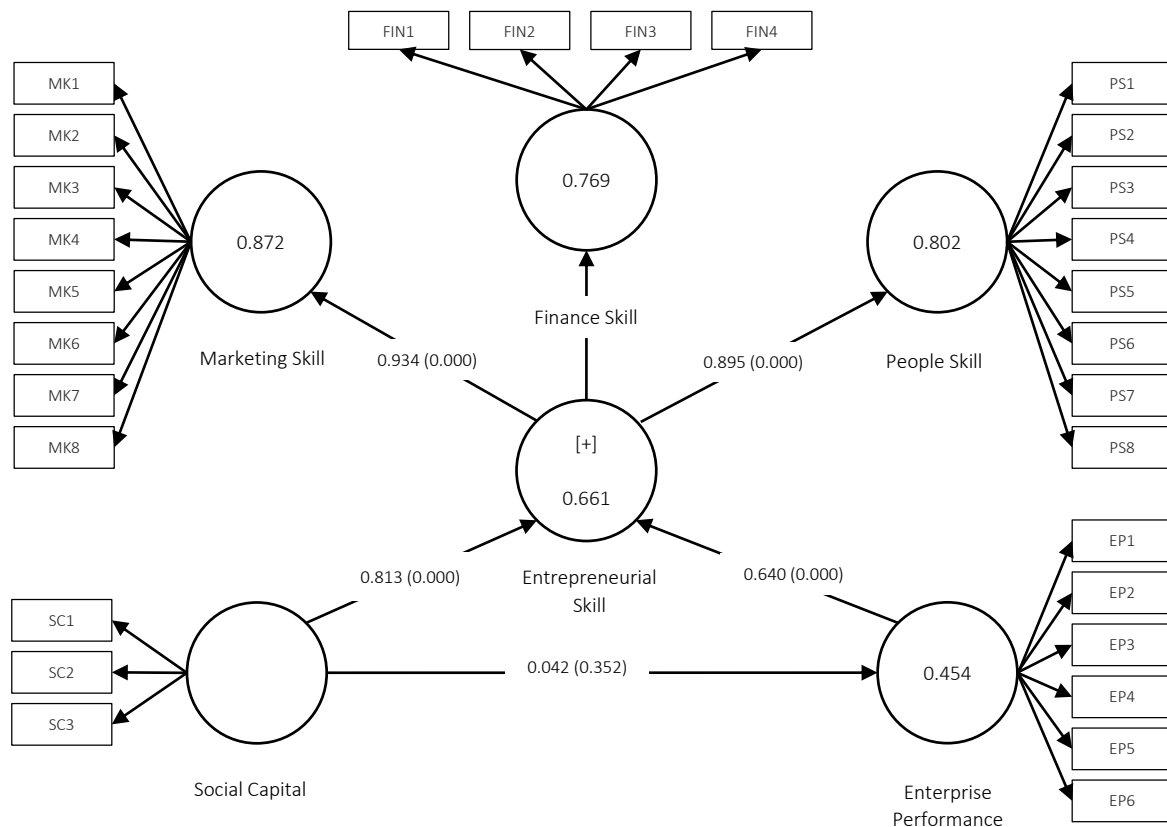 FIN1
FIN2
FIN3
FIN4
MK1
MK2
MK3
MK4
MK5
MK6
MK7
MK8
PS1
PS2
PS3
PS4
PS5
PS6
PS7
PS8
0.769
0.872
0.802
Finance Skill
Marketing Skill
People Skill
0.934 (0.000)
0.895 (0.000)
[+]
0.661
Entrepreneurial
Skill
0.813 (0.000)
0.640 (0.000)
SC1
SC2
SC3
0.042 (0.352)
0.454
EP1
EP2
EP3
EP4
EP5
EP6
Social Capital
Enterprise
Performance